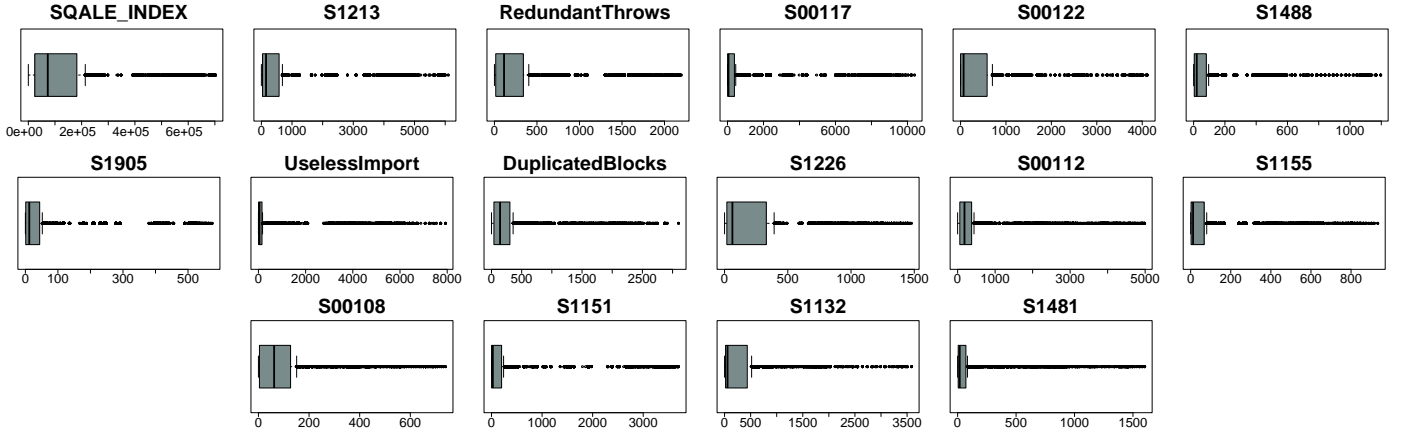 SQALE_INDEX S1213 RedundantThrows S00117 S00122 S1488
0e+00 2e+05 4e+05 6e+05 0 1000 3000 5000 0 500 1000 1500 2000 0 2000 6000 10000 0 1000 2000 3000 4000 0 200 600 1000
S1905 UselessImport DuplicatedBlocks S1226 S00112 S1155
0 100 300 500 0 2000 4000 6000 8000 0 500 1500 2500 0 500 1000 1500 0 1000 3000 5000 0 200 400 600 800
S00108 S1151 S1132 S1481
0 200 400 600 0 1000 2000 3000 0 500 1500 2500 3500 0 500 1000 1500